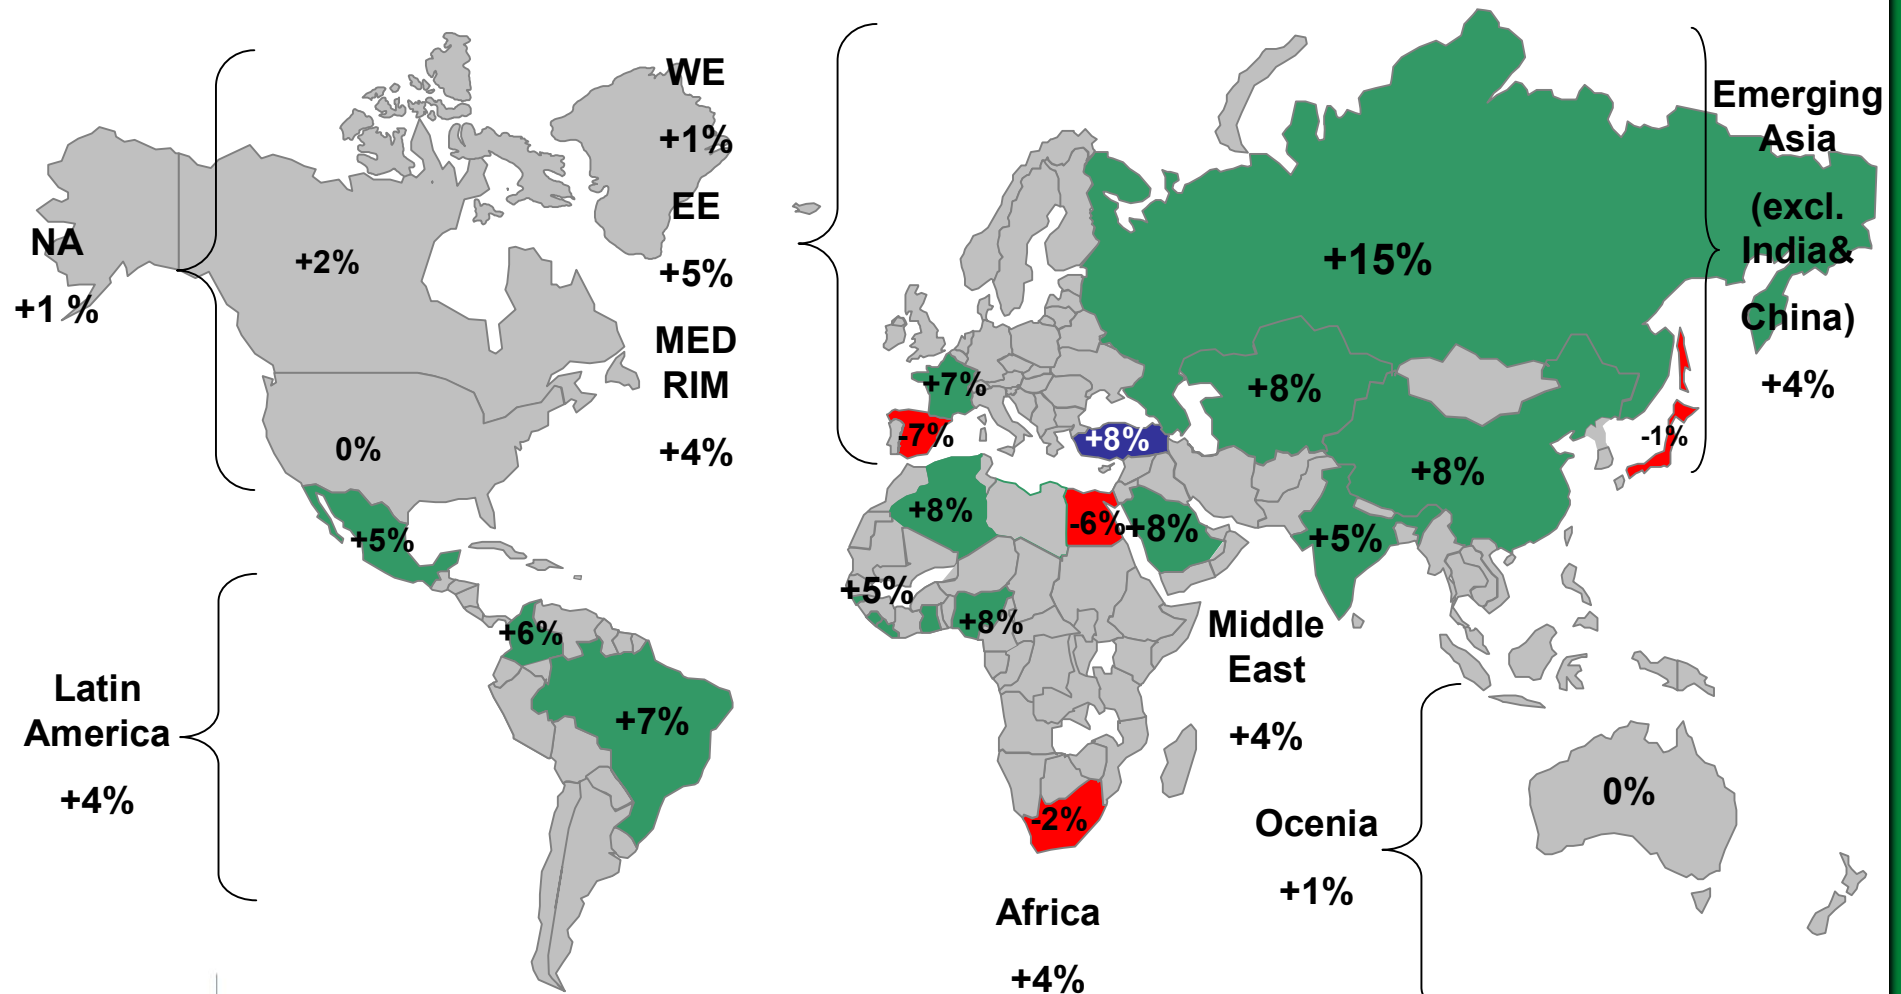 NA
+1 %
+2%
0%
+5%
WE
+1%
EE
+5%
MED
RIM
+4%
Latin
America
+4%
+6%
+7%
+7%
-7%
+8%
+15%
+8%
+8%
-1%
+8%
-6%
+8%
+5%
+5%
+8%
-2%
Middle
East
+4%
Africa
+4%
Emerging
Asia
(excl.
India&
China)
+4%
Ocenia
+1%
0%